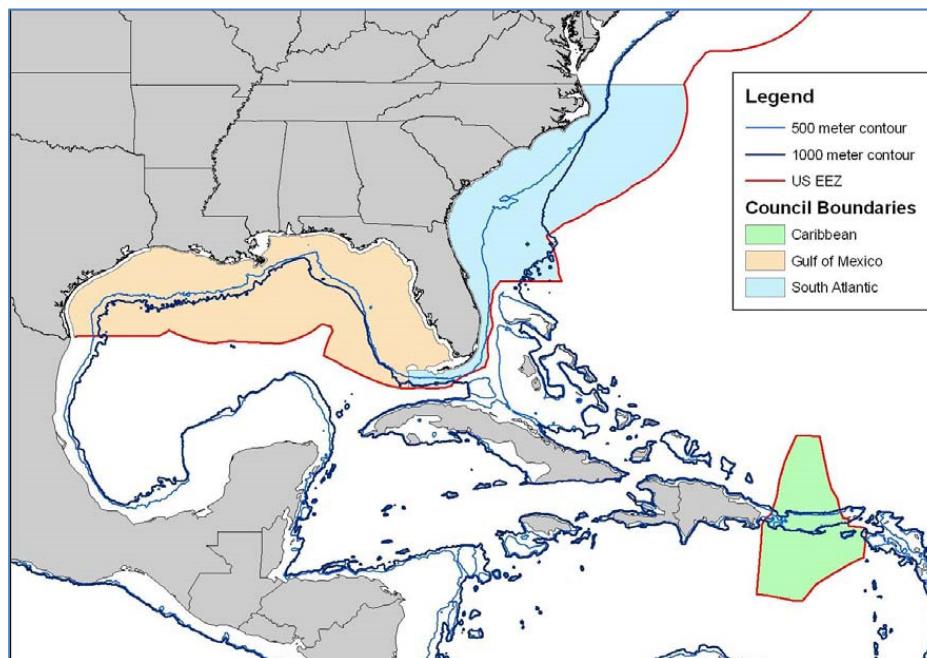 Legend
500 meter contour
1000 meter contour
US EEZ
Council Boundaries
Caribbean
Gulf of Mexico
South Atlantic